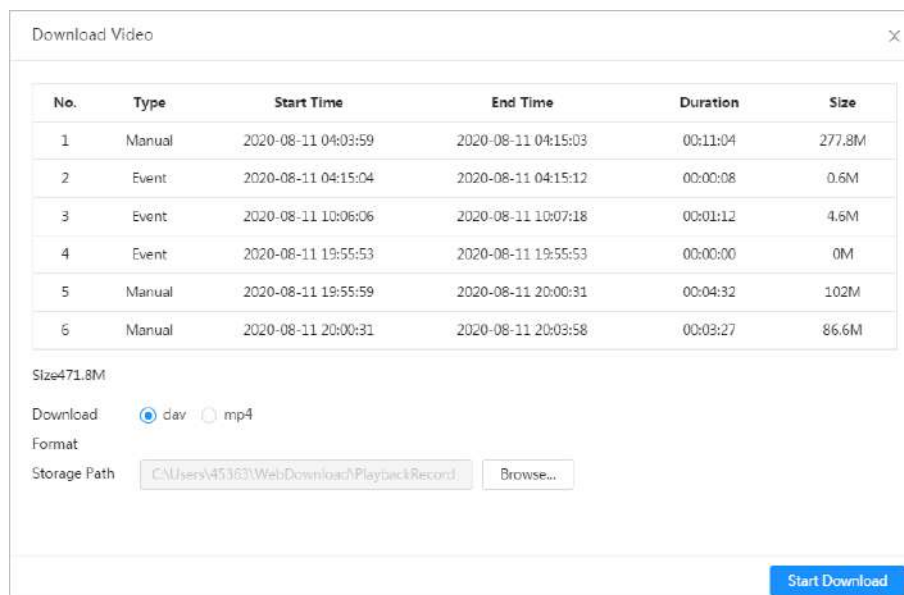 Download Video
No. Type Start Time End Time Duration Size
1 Manual 2020-08-11 04:03:59 2020-08-11 04:15:03 00:11:04 277.8M
2 Event 2020-08-11 04:15:04 2020-08-11 04:15:12 00:00:08 0.6M
3 Event 2020-08-11 10:06:06 2020-08-11 10:07:18 00:01:12 4.6M
4 Event 2020-08-11 19:55:53 2020-08-11 19:55:53 00:00:00 0M
5 Manual 2020-08-11 19:55:59 2020-08-11 20:00:31 00:04:32 102M
6 Manual 2020-08-11 20:00:31 2020-08-11 20:03:58 00:03:27 86.6M
Size471.8M
Download dav mp4
Format
Storage Path C:\Users\45363\WebDownload\PlaybackRecord Browse...
Start Download